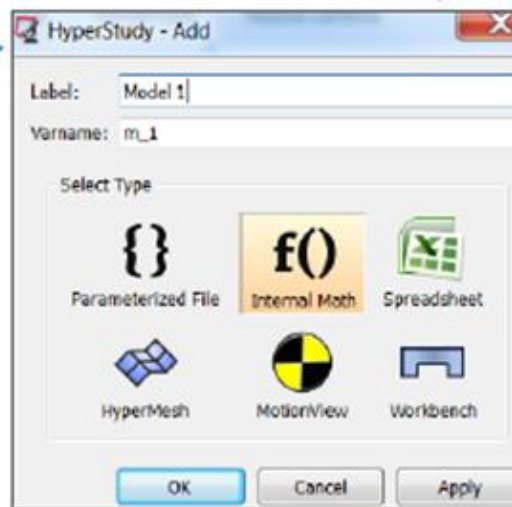 HyperStudy - Add
Label: Model 1
Varname: m_1
Select Type
{} f()
Parameterized File Internal Math Spreadsheet
HyperMesh MotionView Workbench
OK Cancel Apply